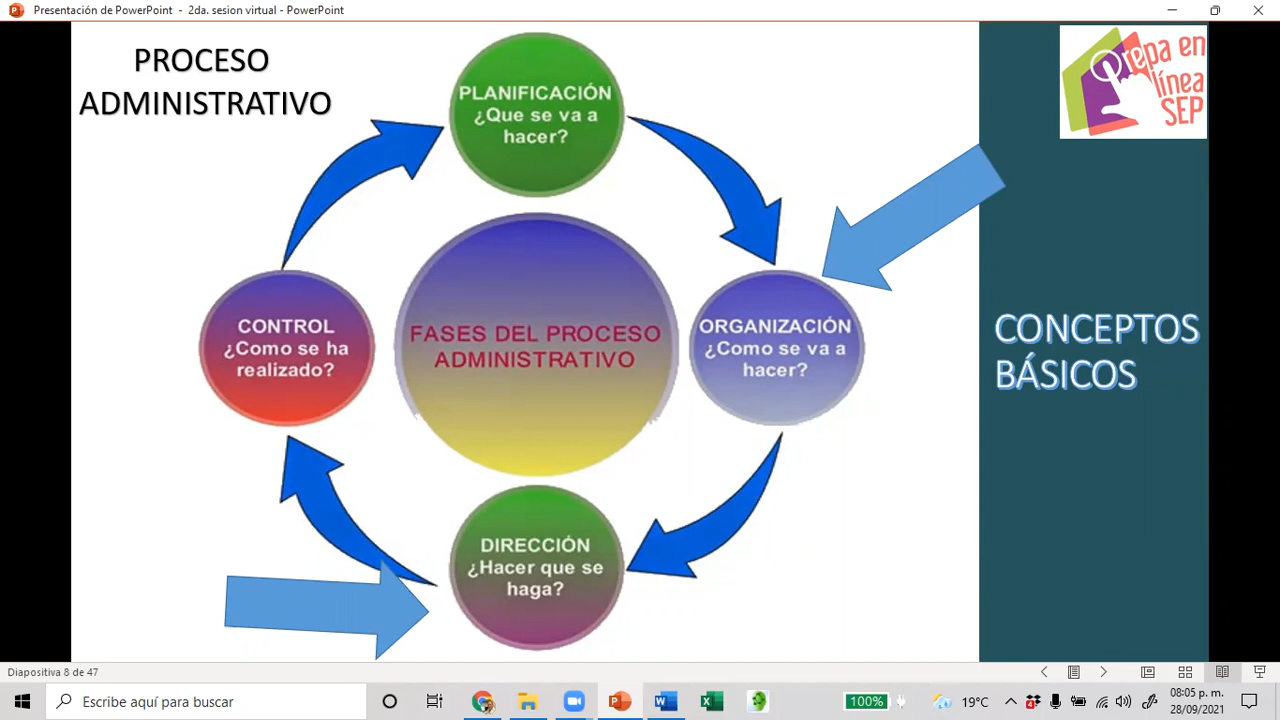 Presentación de PowerPoint - 2da. sesion virtual - PowerPoint
PROCESO
ADMINISTRATIVO
PLANIFICACIÓN
¿Que se va a
hacer?
Prepa en
línea
SEP
FASES DEL PROCESO
ADMINISTRATIVO
CONTROL
¿Como se ha
realizado?
ORGANIZACIÓN
¿Como se va a
hacer?
CONCEPTOS
BÁSICOS
DIRECCIÓN
¿Hacer que se
haga?
Diapositiva 8 de 47
Escribe aquí para buscar
100%
19°C
4
08:05 p. m.
28/09/2021